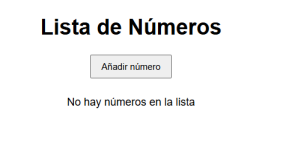 Lista de Números
Añadir número
No hay números en la lista